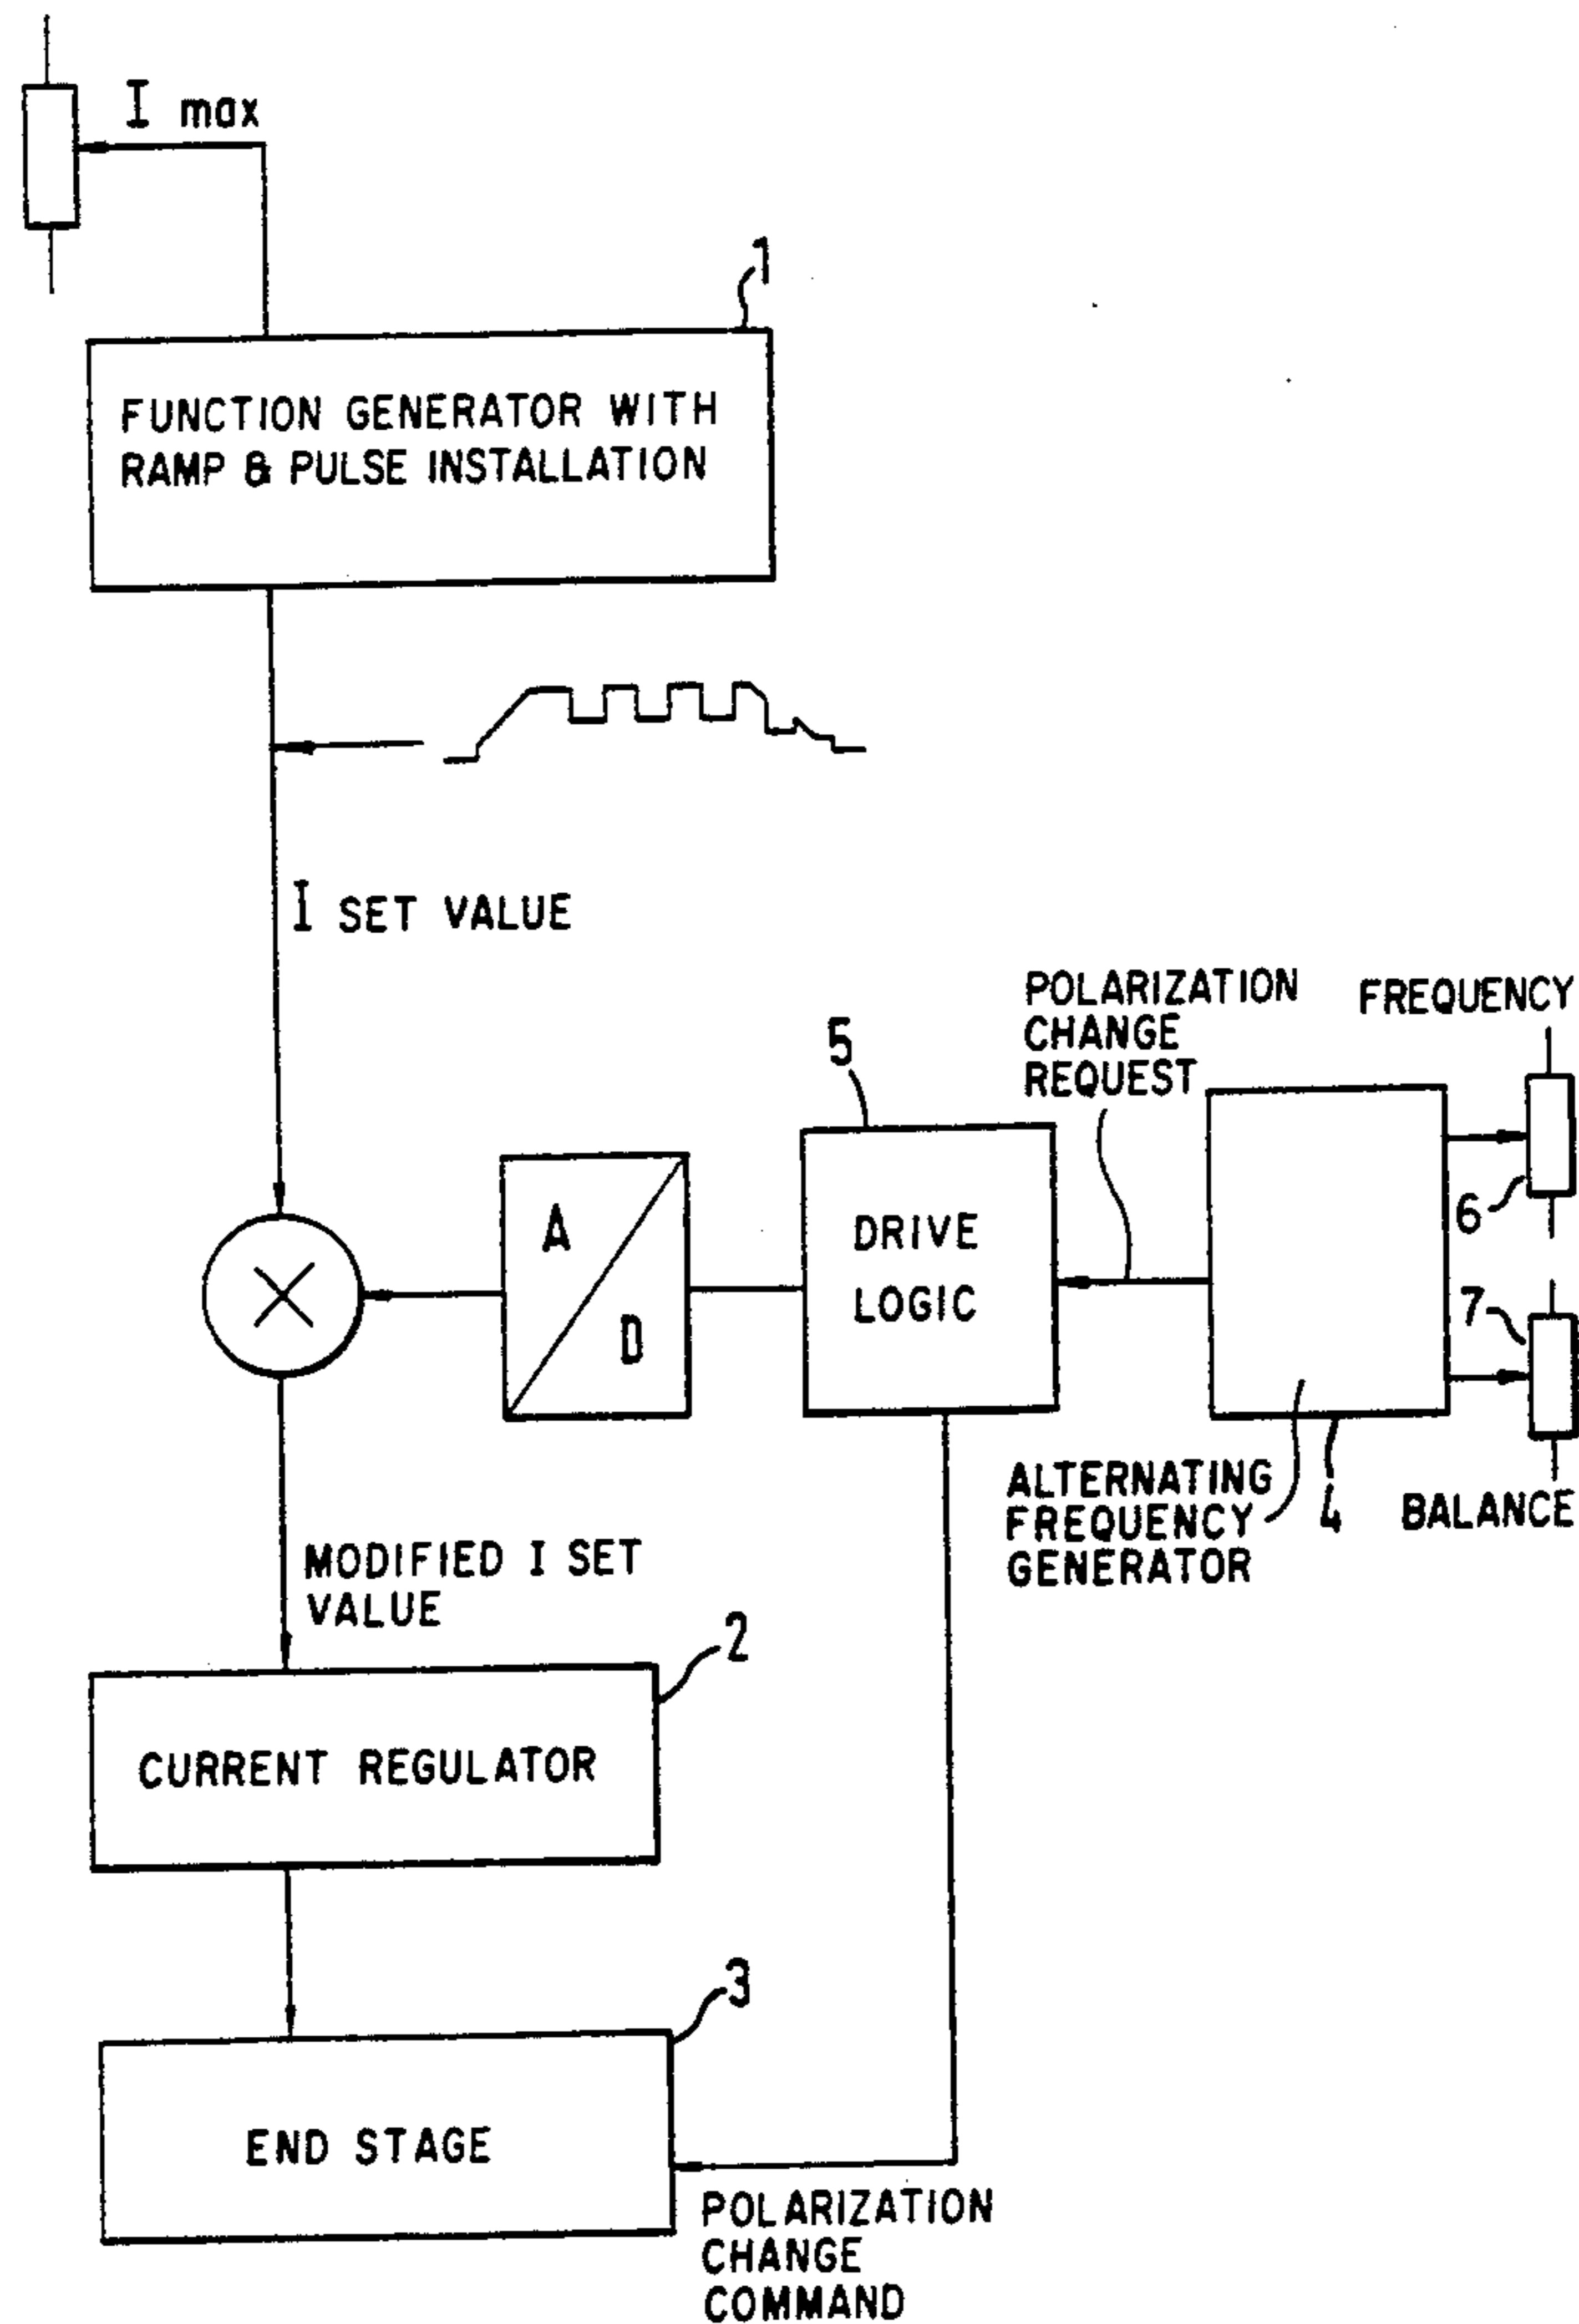 I max
1
FUNCTION GENERATOR WITH
RAMP & PULSE INSTALLATION
I SET VALUE
POLARIZATION
CHANGE
REQUEST
FREQUENCY
5
6
A
D
DRIVE
LOGIC
7
ALTERNATING
FREQUENCY
GENERATOR
4
BALANCE
MODIFIED I SET
VALUE
2
CURRENT REGULATOR
3
END STAGE
POLARIZATION
CHANGE
COMMAND